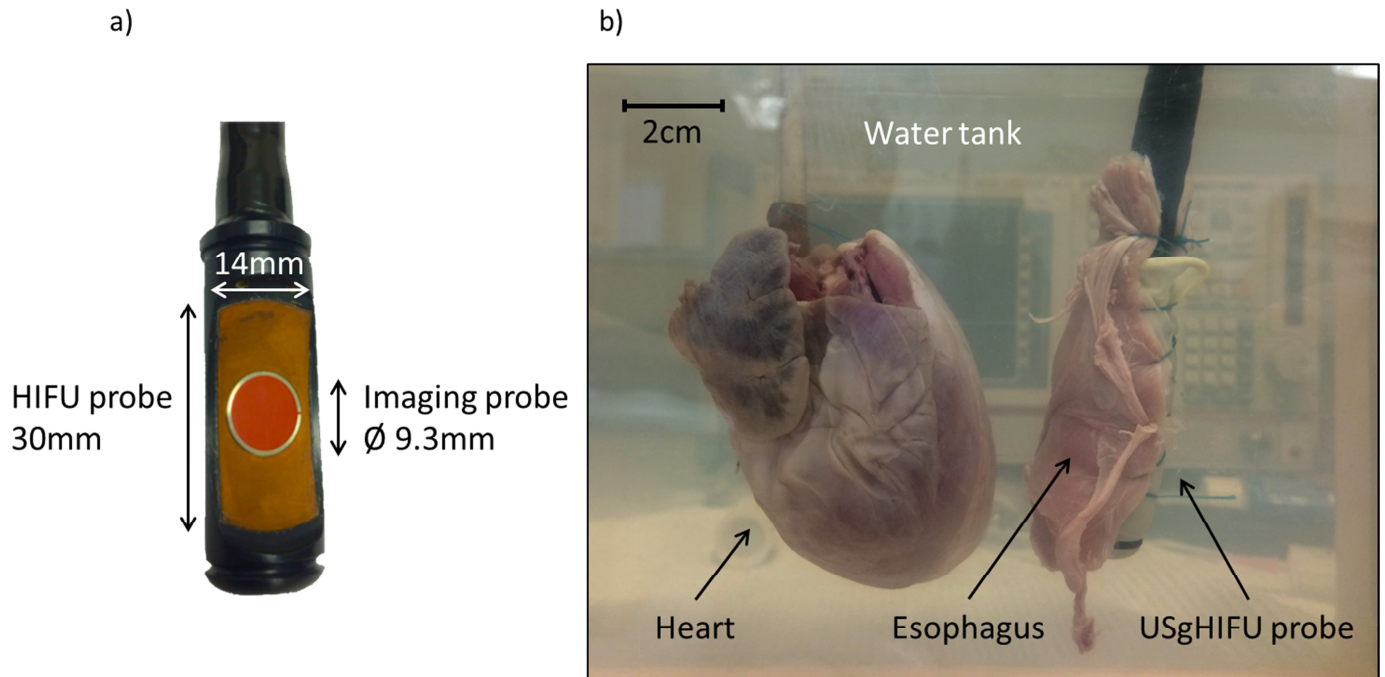 a)
14mm
HIFU probe
30mm
Imaging probe
Ø 9.3mm
b)
2cm
Water tank
Heart
Esophagus
USgHIFU probe